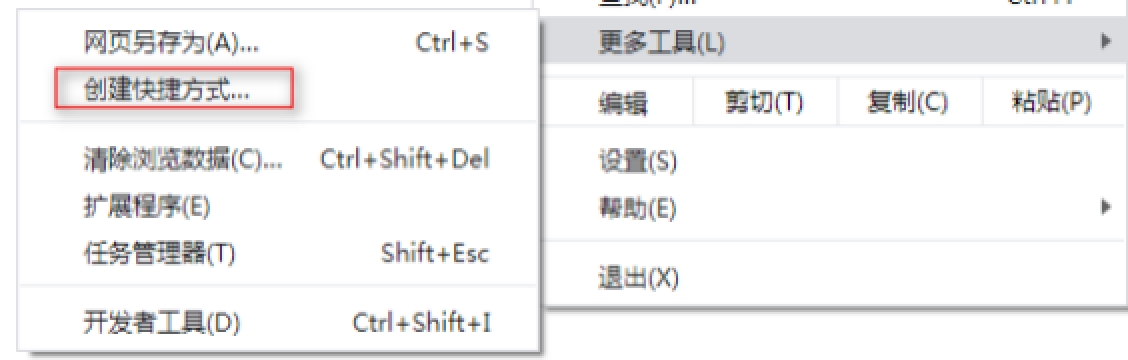 网页另存为(A)... Ctrl+S
创建快捷方式...
清除浏览数据(C)... Ctrl+Shift+Del
扩展程序(E)
任务管理器(T) Shift+Esc
开发者工具(D) Ctrl+Shift+I
更多工具(L)
编辑 剪切(T) 复制(C) 粘贴(P)
设置(S)
帮助(E)
退出(X)